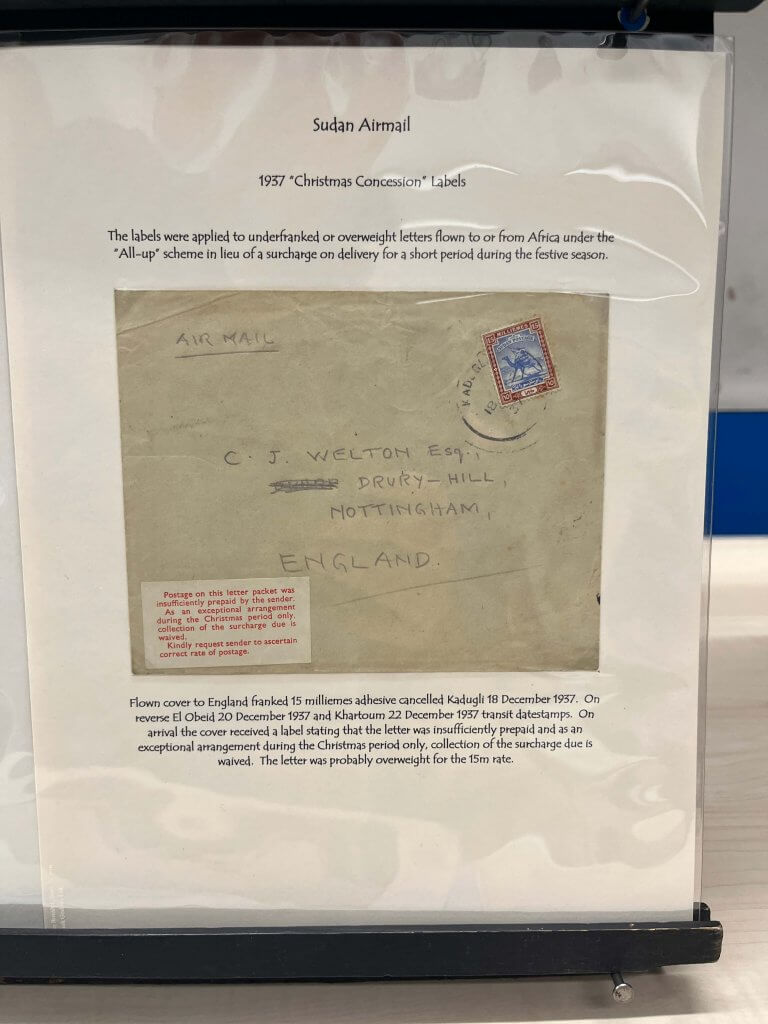 Sudan Airmail
1937 "Christmas Concession" Labels
The labels were applied to underfranked or overweight letters flown to or from Africa under the
"All-up" scheme in lieu of a surcharge on delivery for a short period during the festive season.
AIR MAIL
MILLIEMES
C. J. WELTON Esq.,
DRURY-HILL,
NOTTINGHAM,
ENGLAND.
Postage on this letter packet was
insufficiently prepaid by the sender.
As an exceptional arrangement
during the Christmas period only,
collection of the surcharge due is
waived.
Kindly request sender to ascertain
correct rate of postage.
Flown cover to England franked 15 milliemes adhesive cancelled Kadugli 18 December 1937. On
reverse El Obeid 20 December 1937 and Khartoum 22 December 1937 transit datestamps. On
arrival the cover received a label stating that the letter was insufficiently prepaid and as an
exceptional arrangement during the Christmas period only, collection of the surcharge due is
waived. The letter was probably overweight for the 15m rate.